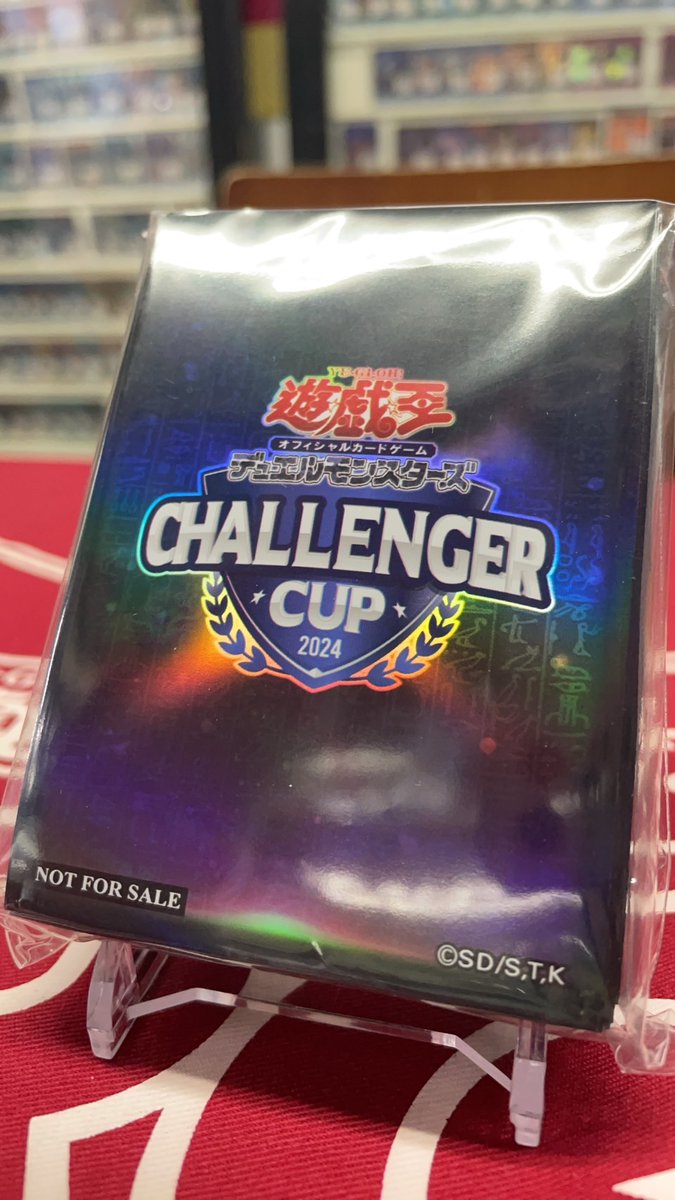 YU-GI-OH!
遊戯王
オフィシャルカードゲーム
デュエルモンスターズ
CHALLENGER
CUP
2024
NOT FOR SALE
©SD/S,T,K